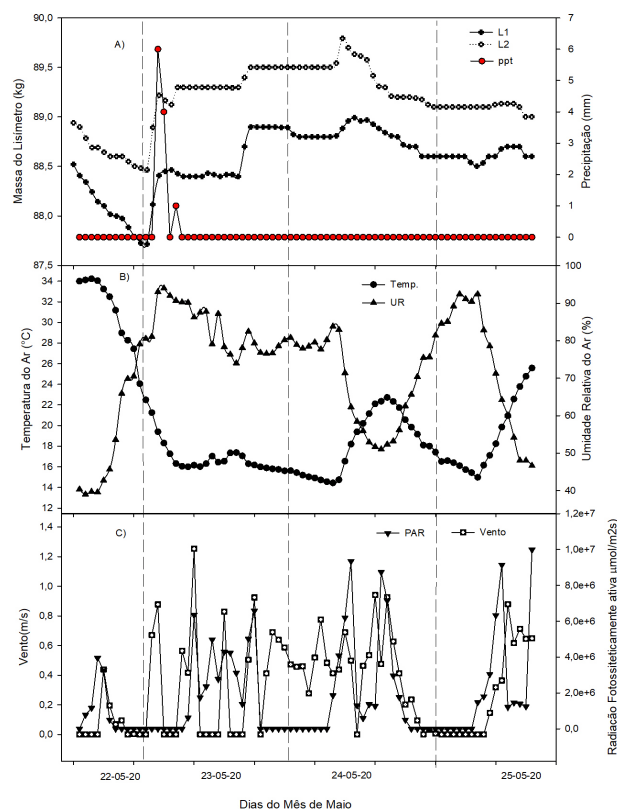 A)
L1
L2
ppt
90,0
89,5
89,0
88,5
88,0
87,5
Massa do Lisímetro (kg)
7
6
5
4
3
2
1
0
Precipitação (mm)
B)
Temp.
UR
34
32
30
28
26
24
22
20
18
16
14
12
Temperatura do Ar (°C)
100
90
80
70
60
50
40
Umidade Relativa do Ar (%)
C)
PAR
Vento
1,4
1,2
1,0
0,8
0,6
0,4
0,2
0,0
Vento(m/s)
1,2e+7
1,0e+7
8,0e+6
6,0e+6
4,0e+6
2,0e+6
0,0
Radiação Fotossiteticamente ativa µmol/m2s)
22-05-20 23-05-20 24-05-20 25-05-20
Dias do Mês de Maio